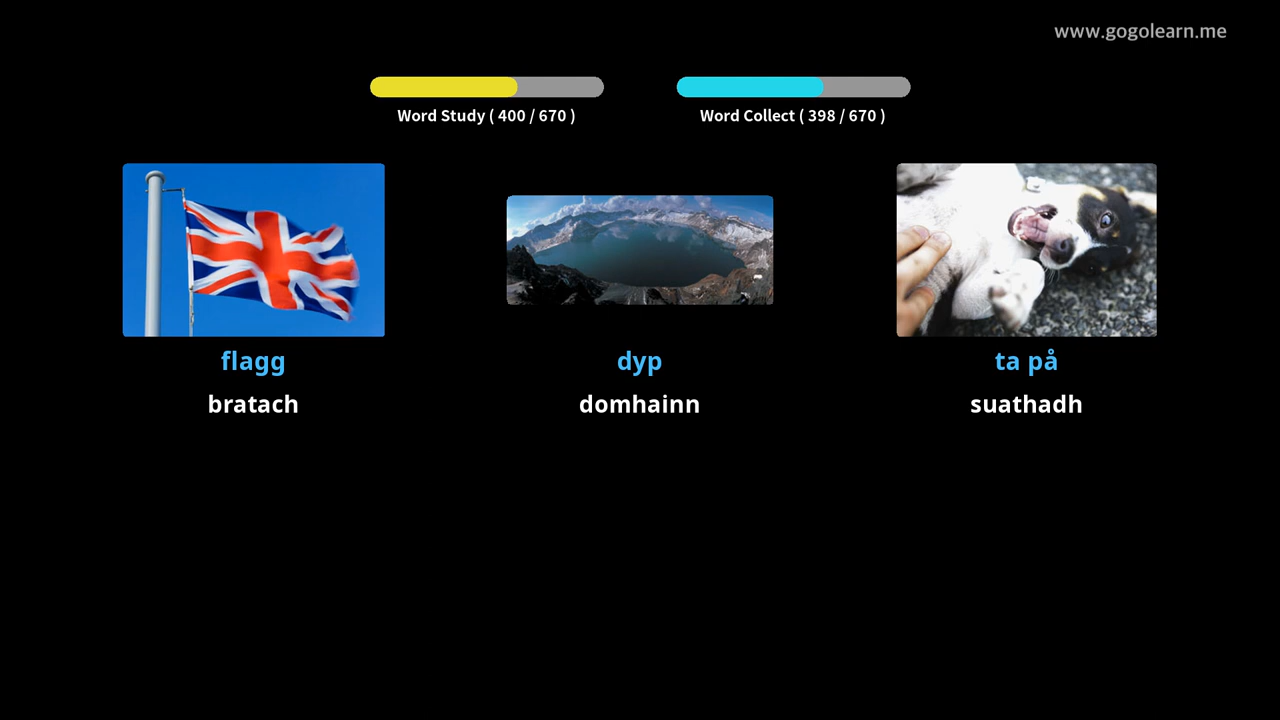 www.gogolearn.me
Word Study ( 400 / 670 )
Word Collect ( 398 / 670 )
flagg
bratach
dyp
domhainn
ta på
suathadh